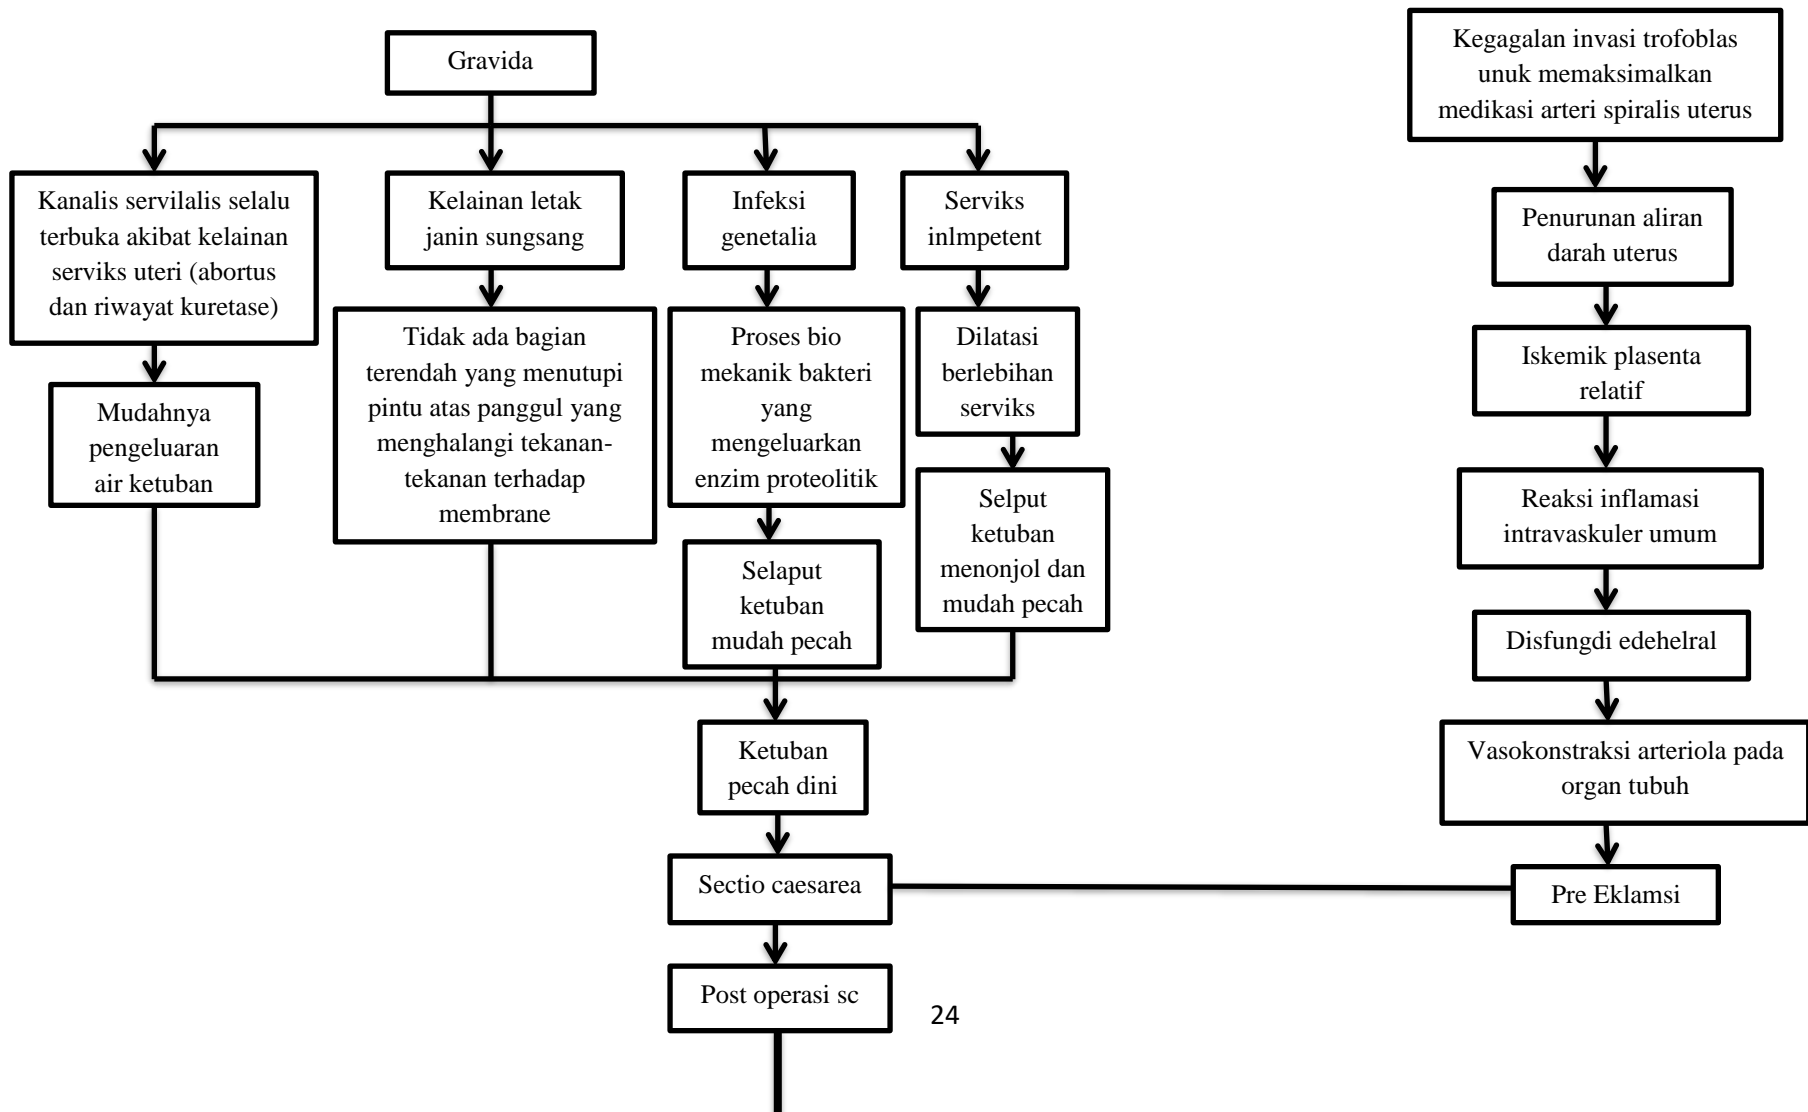 Gravida
Kanalis servilalis selalu
terbuka akibat kelainan
serviks uteri (abortus
dan riwayat kuretase)
Mudahnya
pengeluaran
air ketuban
Kelainan letak
janin sungsang
Tidak ada bagian
terendah yang menutupi
pintu atas panggul yang
menghalangi tekanan-
tekanan terhadap
membrane
Infeksi
genetalia
Proses bio
mekanik bakteri
yang
mengeluarkan
enzim proteolitik
Selaput
ketuban
mudah pecah
Serviks
inlmpetent
Dilatasi
berlebihan
serviks
Selput
ketuban
menonjol dan
mudah pecah
Ketuban
pecah dini
Sectio caesarea
Post operasi sc
Kegagalan invasi trofoblas
unuk memaksimalkan
medikasi arteri spiralis uterus
Penurunan aliran
darah uterus
Iskemik plasenta
relatif
Reaksi inflamasi
intravaskuler umum
Disfungdi edehelral
Vasokonstraksi arteriola pada
organ tubuh
Pre Eklamsi
24